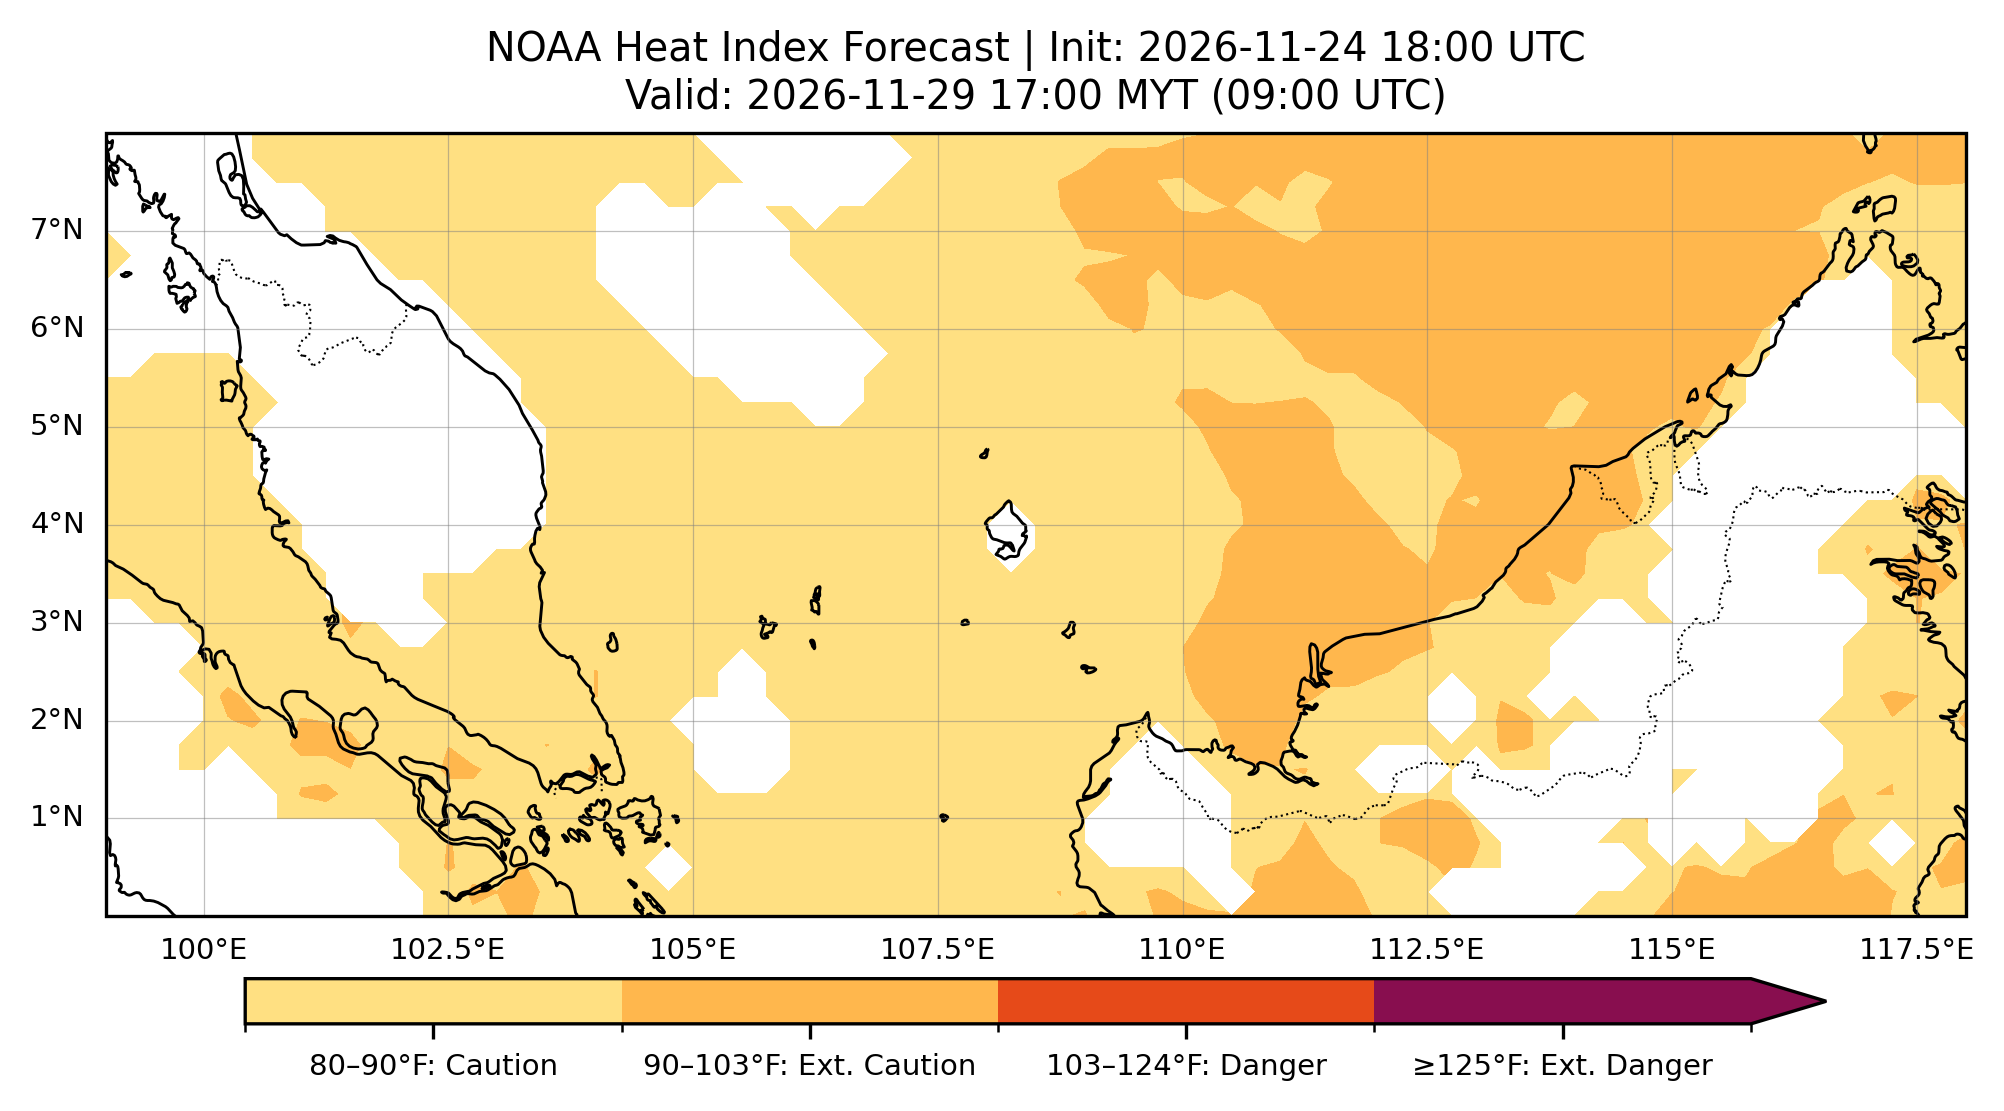 NOAA Heat Index Forecast | Init: 2026-11-24 18:00 UTC
Valid: 2026-11-29 17:00 MYT (09:00 UTC)
7°N
6°N
5°N
4°N
3°N
2°N
1°N
100°E
102.5°E
105°E
107.5°E
110°E
112.5°E
115°E
117.5°E
80–90°F: Caution
90–103°F: Ext. Caution
103–124°F: Danger
≥125°F: Ext. Danger